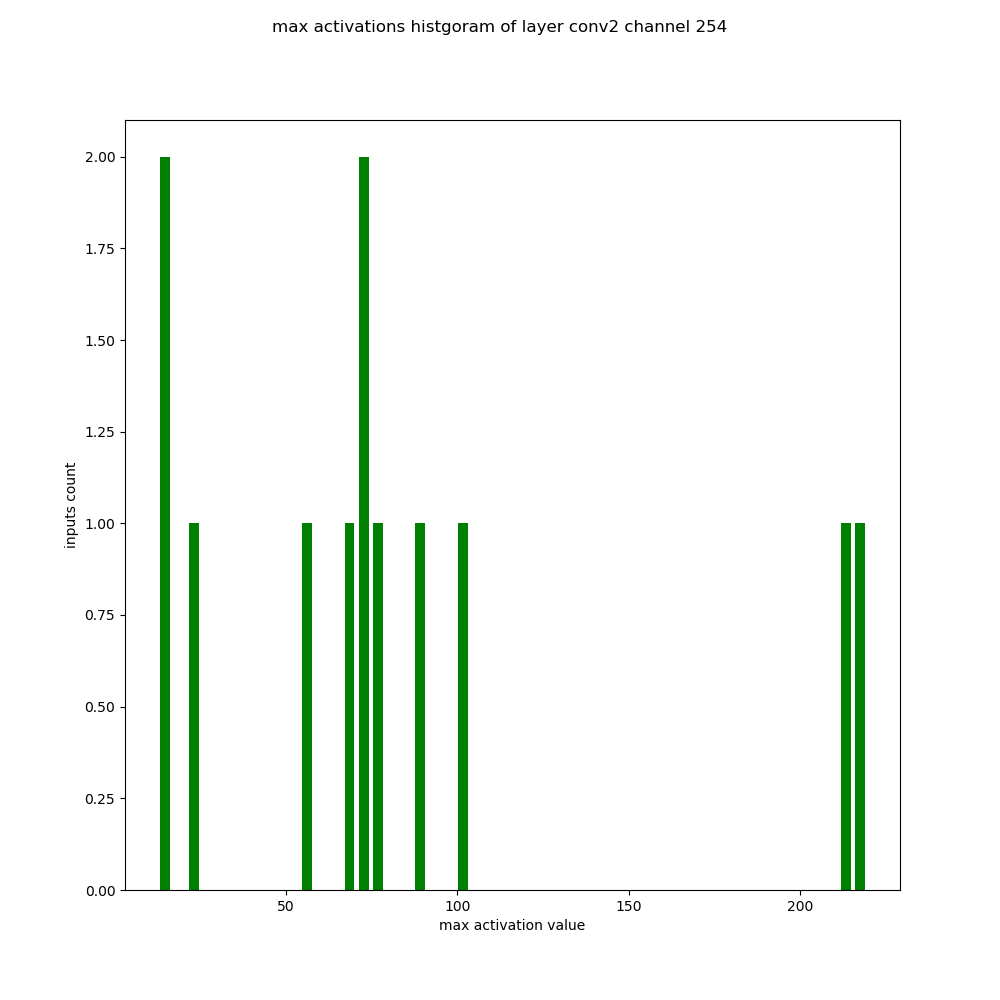 max activations histgoram of layer conv2 channel 254
2.00
1.75
1.50
1.25
1.00
0.75
0.50
0.25
0.00
inputs count
50 100 150 200
max activation value